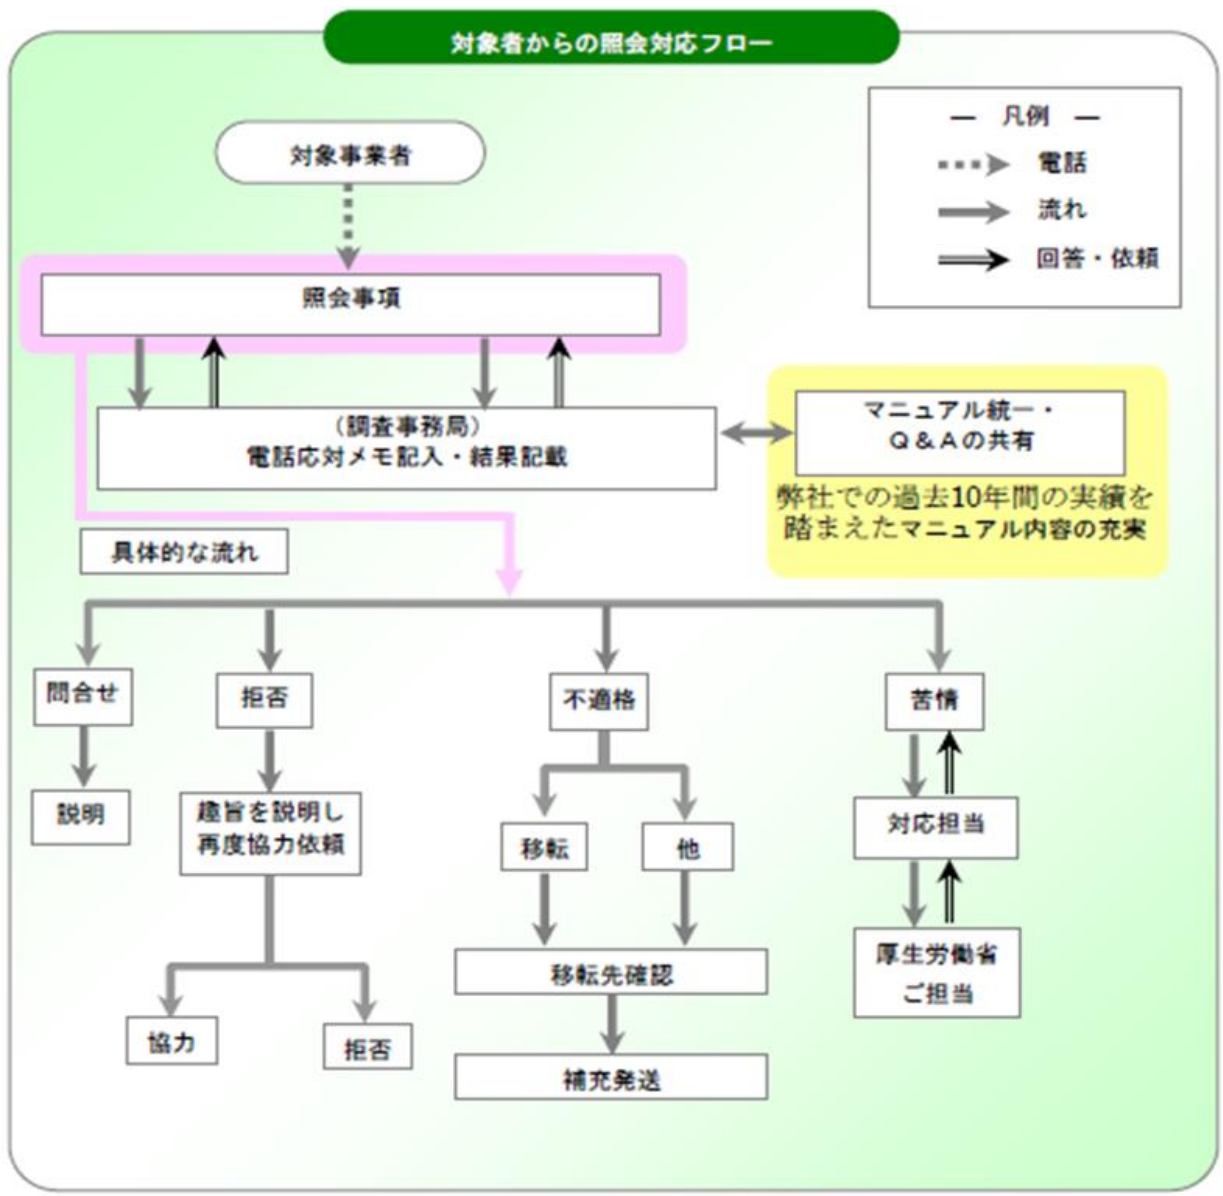 対象者からの照会対応フロー
― 凡例 ―
電話
流れ
回答・依頼
対象事業者
照会事項
（調査事務局）
電話応対メモ記入・結果記載
マニュアル統一・
Ｑ＆Ａの共有
弊社での過去10年間の実績を
踏まえたマニュアル内容の充実
具体的な流れ
問合せ
拒否
不適格
苦情
説明
趣旨を説明し
再度協力依頼
移転
他
対応担当
移転先確認
厚生労働省
ご担当
協力
拒否
補充発送